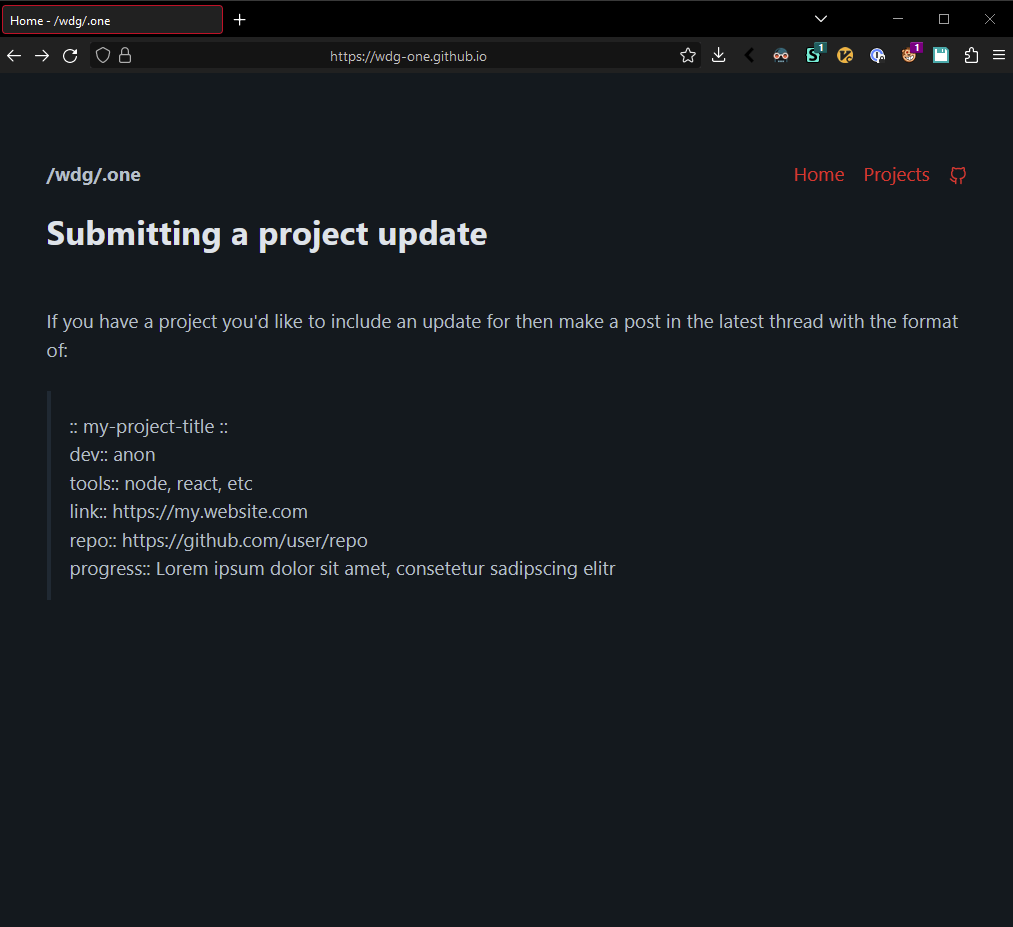 Home - /wdg/.one
https://wdg-one.github.io
1
1
/wdg/.one
Home Projects
Submitting a project update
If you have a project you'd like to include an update for then make a post in the latest thread with the format
of:
:: my-project-title ::
dev:: anon
tools:: node, react, etc
link:: https://my.website.com
repo:: https://github.com/user/repo
progress:: Lorem ipsum dolor sit amet, consetetur sadipscing elitr